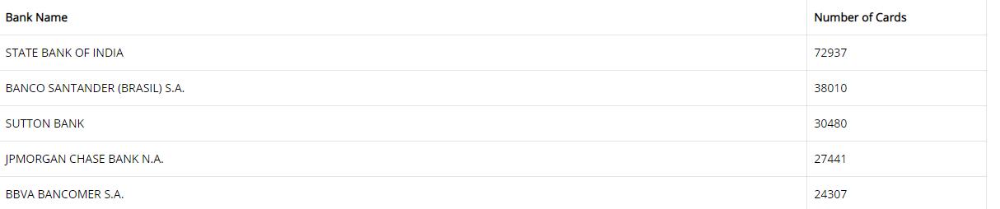 Bank Name Number of Cards
STATE BANK OF INDIA 72937
BANCO SANTANDER (BRASIL) S.A. 38010
SUTTON BANK 30480
JPMORGAN CHASE BANK N.A. 27441
BBVA BANCOMER S.A. 24307